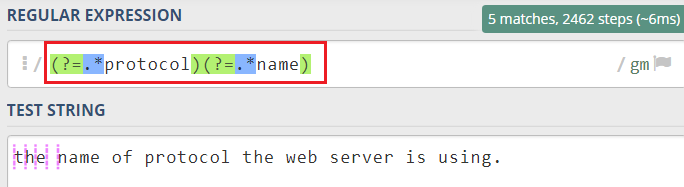 REGULAR EXPRESSION
5 matches, 2462 steps (~6ms)
/ (?=.*protocol)(?=.*name) / gm
TEST STRING
the name of protocol the web server is using.